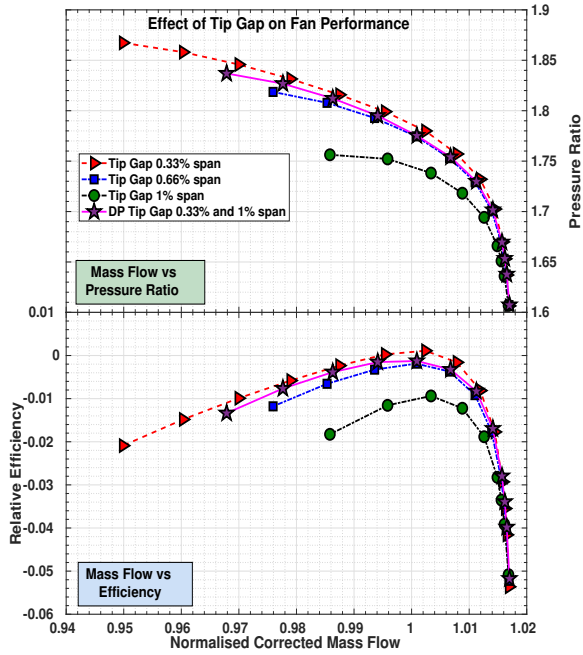 Effect of Tip Gap on Fan Performance
1.9
1.85
1.8
1.75
1.7
1.65
1.6
Pressure Ratio
Tip Gap 0.33% span
Tip Gap 0.66% span
Tip Gap 1% span
DP Tip Gap 0.33% and 1% span
Mass Flow vs
Pressure Ratio
0.01
0
-0.01
-0.02
-0.03
-0.04
-0.05
-0.06
Relative Efficiency
Mass Flow vs
Efficiency
0.94
0.95
0.96
0.97
0.98
0.99
1
1.01
1.02
Normalised Corrected Mass Flow